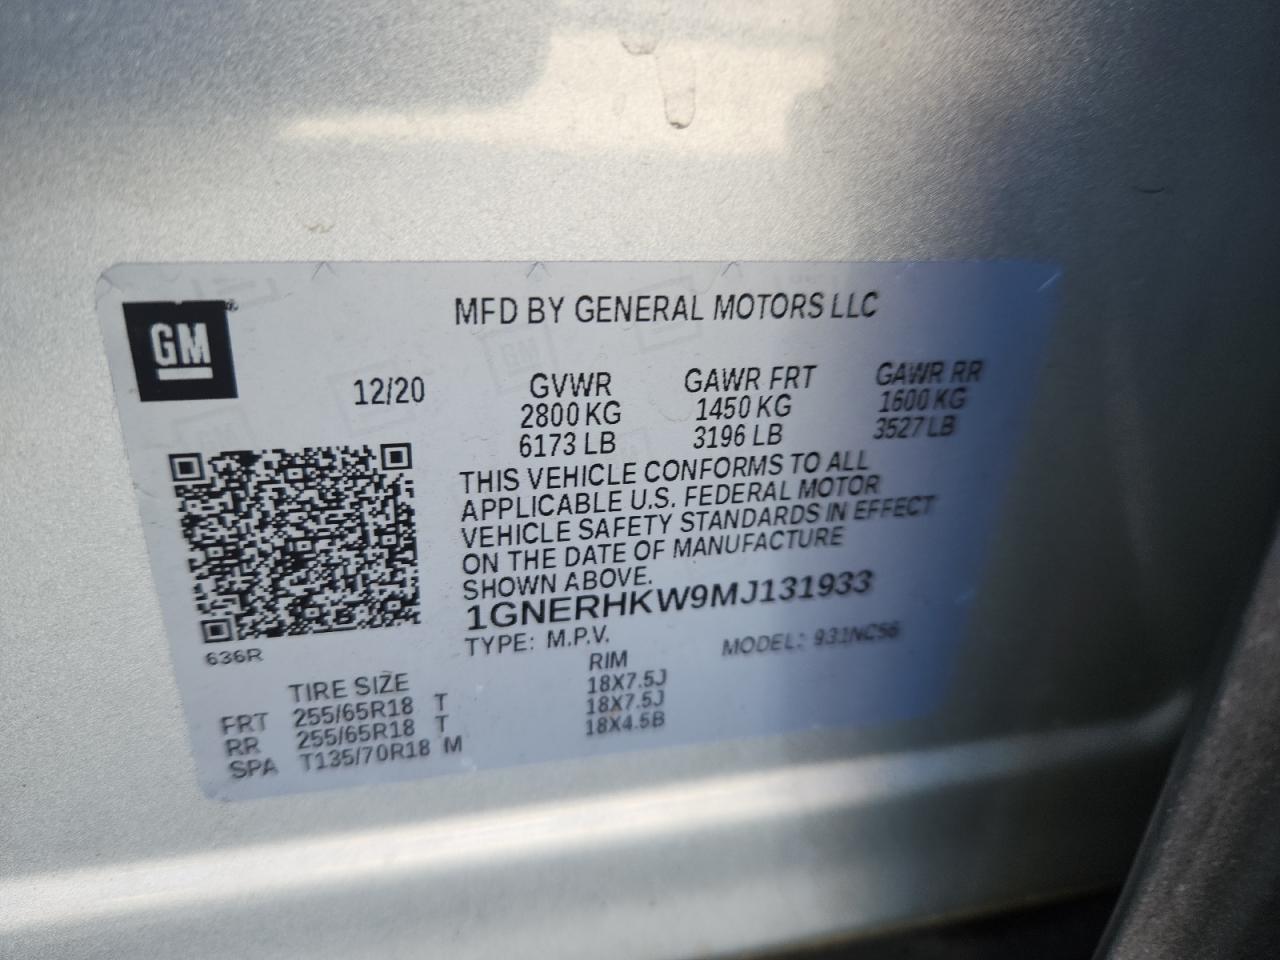 GM
MFD BY GENERAL MOTORS LLC
12/20
GVWR GAWR FRT GAWR RR
2800 KG 1450 KG 1600 KG
6173 LB 3196 LB 3527 LB
THIS VEHICLE CONFORMS TO ALL
APPLICABLE U.S. FEDERAL MOTOR
VEHICLE SAFETY STANDARDS IN EFFECT
ON THE DATE OF MANUFACTURE
SHOWN ABOVE.
1GNERHKW9MJ131933
TYPE: M.P.V. MODEL: 931NC56
636R
TIRE SIZE RIM
FRT 255/65R18 T 18X7.5J
RR 255/65R18 T 18X7.5J
SPA T135/70R18 M 18X4.5B